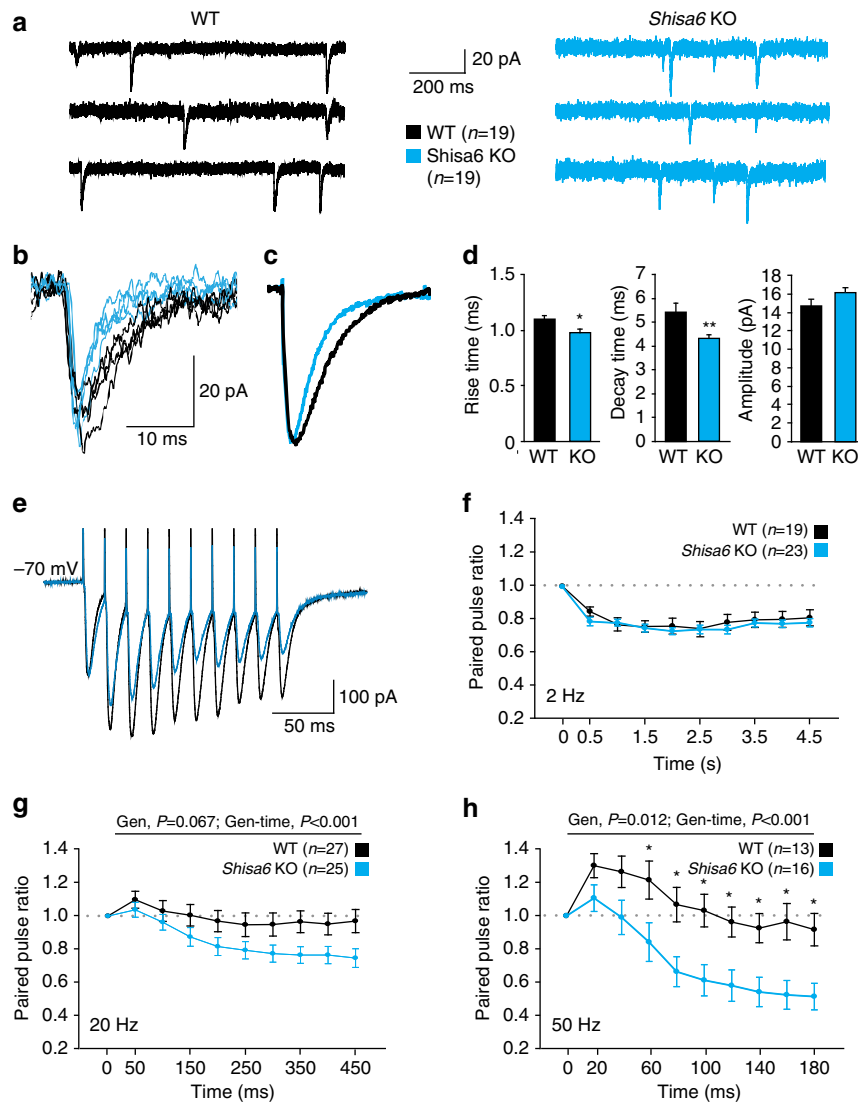 a
WT
Shisa6 KO
20 pA
200 ms
WT (n=19)
Shisa6 KO
(n=19)
b
20 pA
10 ms
c
d
Rise time (ms)
1.5
1.0
0.5
0
*
WT KO
Decay time (ms)
7
6
5
4
3
2
1
0
**
WT KO
Amplitude (pA)
18
16
14
12
10
8
6
4
2
0
WT KO
e
–70 mV
100 pA
50 ms
f
WT (n=19)
Shisa6 KO (n=23)
Paired pulse ratio
1.4
1.2
1.0
0.8
0.6
0.4
0.2
2 Hz
0 0.5 1.5 2.5 3.5 4.5
Time (s)
g
Gen, P=0.067; Gen-time, P<0.001
WT (n=27)
Shisa6 KO (n=25)
Paired pulse ratio
1.4
1.2
1.0
0.8
0.6
0.4
0.2
20 Hz
0 50 150 250 350 450
Time (ms)
h
Gen, P=0.012; Gen-time, P<0.001
WT (n=13)
Shisa6 KO (n=16)
* * * * * * *
Paired pulse ratio
1.4
1.2
1.0
0.8
0.6
0.4
0.2
50 Hz
0 20 60 100 140 180
Time (ms)